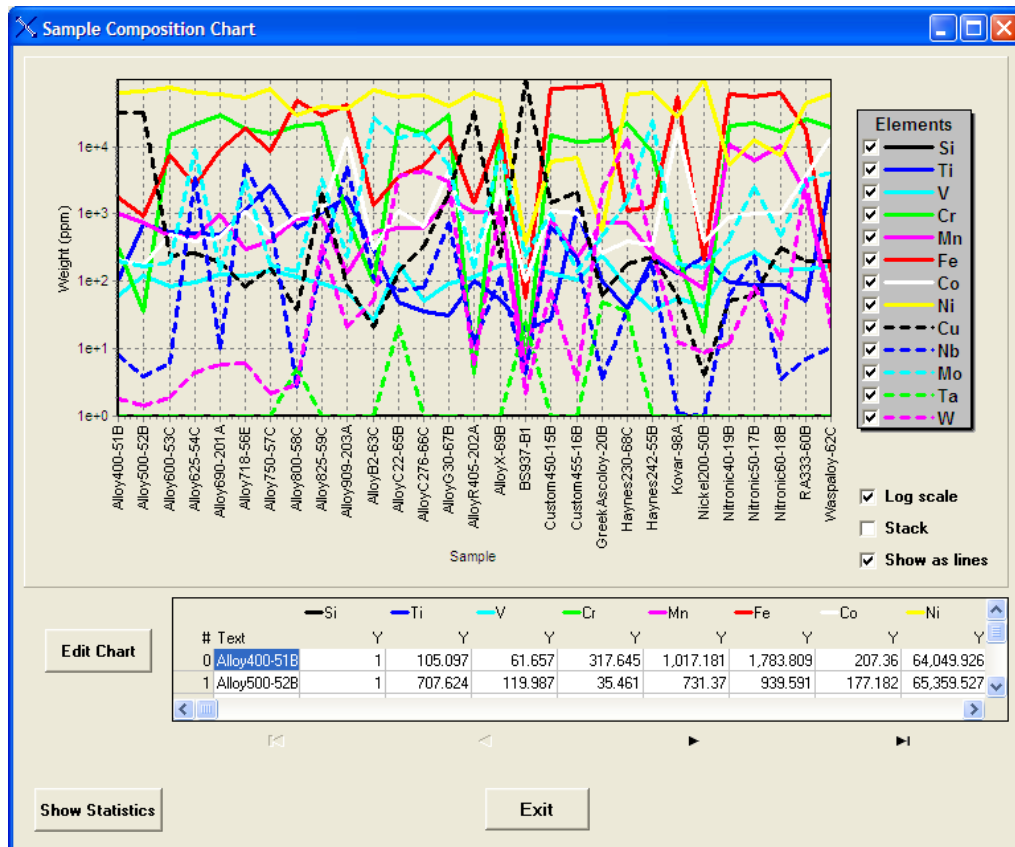 Sample Composition Chart
Weight (ppm)
1e+4
1e+3
1e+2
1e+1
1e+0
Alloy400-51B
Alloy500-52B
Alloy600-53C
Alloy625-54C
Alloy690-201A
Alloy718-56E
Alloy750-57C
Alloy800-58C
Alloy825-59C
Alloy909-203A
AlloyB2-63C
AlloyC22-65B
AlloyC276-66C
AlloyG30-67B
AlloyR405-202A
AlloyX-69B
BS937-B1
Custom450-15B
Custom455-16B
GreekAscoloy-20B
Haynes230-68C
Haynes242-55B
Kovar-98A
Nickel200-50B
Nitronic40-19B
Nitronic50-17B
Nitronic60-18B
RA333-60B
Waspaloy-62C
Sample
Elements
Si
Ti
V
Cr
Mn
Fe
Co
Ni
Cu
Nb
Mo
Ta
W
Log scale
Stack
Show as lines
Edit Chart
Si Ti V Cr Mn Fe Co Ni
# Text Y Y Y Y Y Y Y Y
0 Alloy400-51B 1 105.097 61.657 317.645 1,017.181 1,783.809 207.36 64,049.926
1 Alloy500-52B 1 707.624 119.987 35.461 731.37 939.591 177.182 65,359.527
Show Statistics
Exit